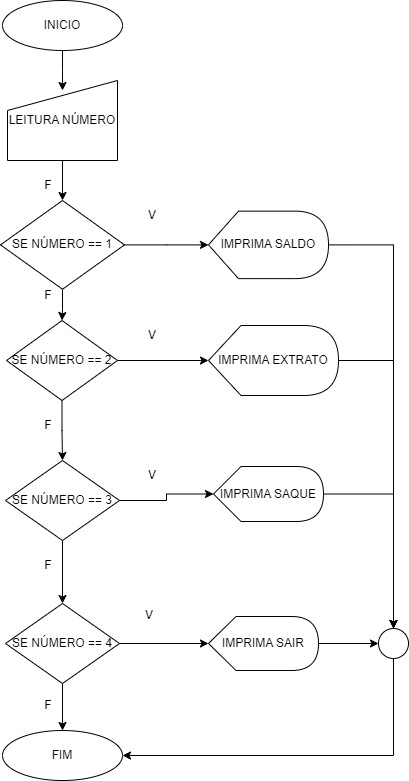 INICIO
LEITURA NÚMERO
F
SE NÚMERO == 1
V
IMPRIMA SALDO
F
SE NÚMERO == 2
V
IMPRIMA EXTRATO
F
SE NÚMERO == 3
V
IMPRIMA SAQUE
F
SE NÚMERO == 4
V
IMPRIMA SAIR
F
FIM